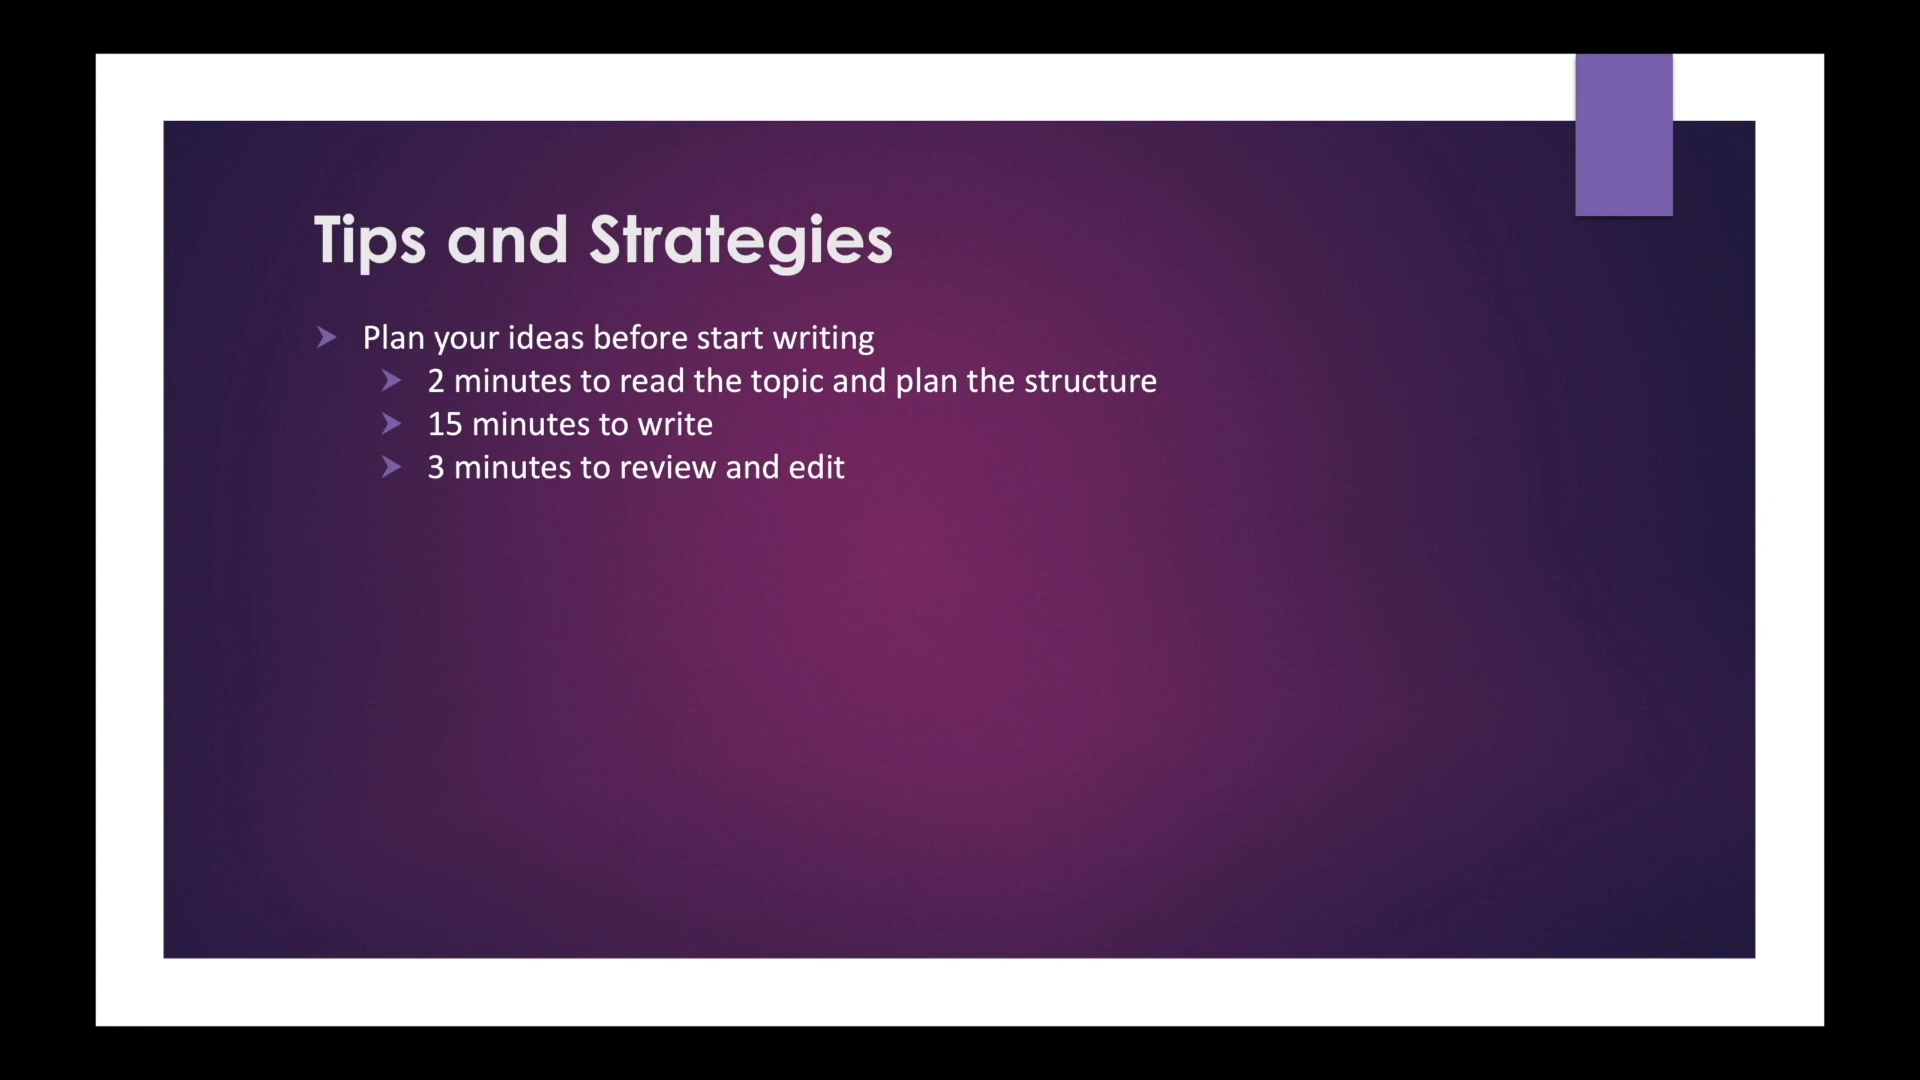 Tips and Strategies
Plan your ideas before start writing
2 minutes to read the topic and plan the structure
15 minutes to write
3 minutes to review and edit